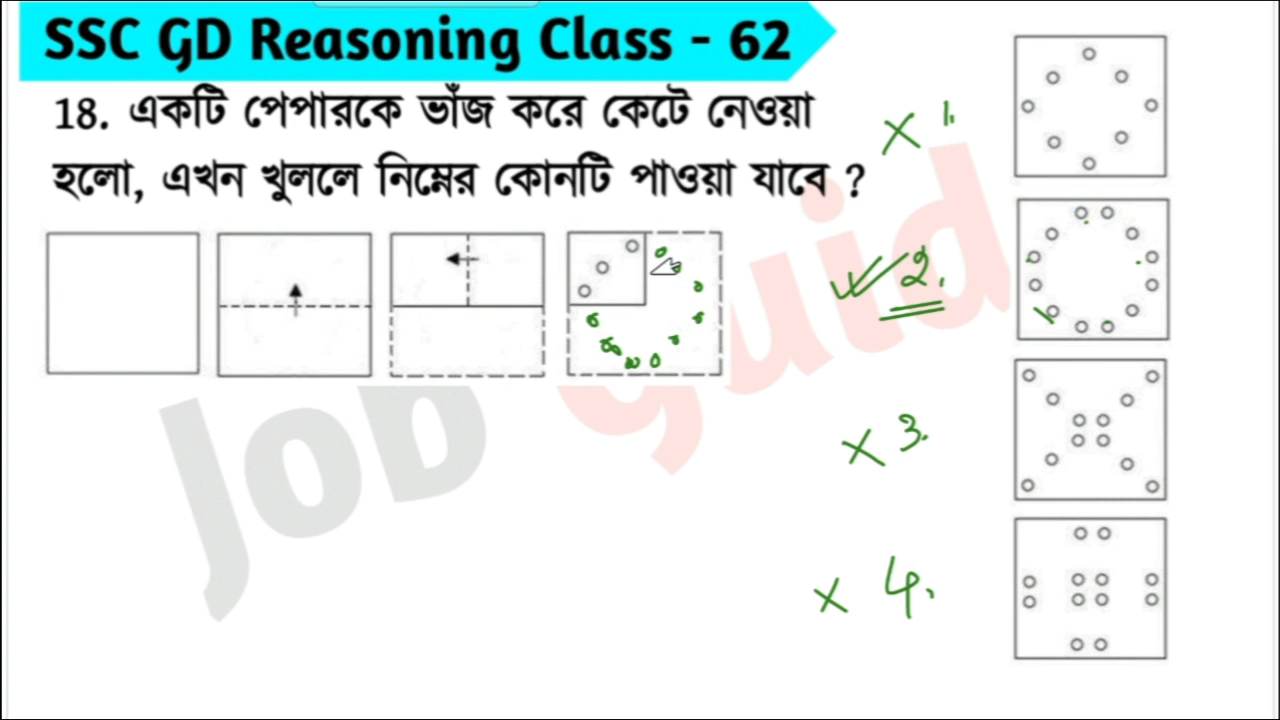 SSC GD Reasoning Class - 62
18. একটি পেপারকে ভাঁজ করে কেটে নেওয়া
হলো, এখন খুললে নিম্নের কোনটি পাওয়া যাবে ?
× 1.
2.
× 3.
× 4.
Job Guid